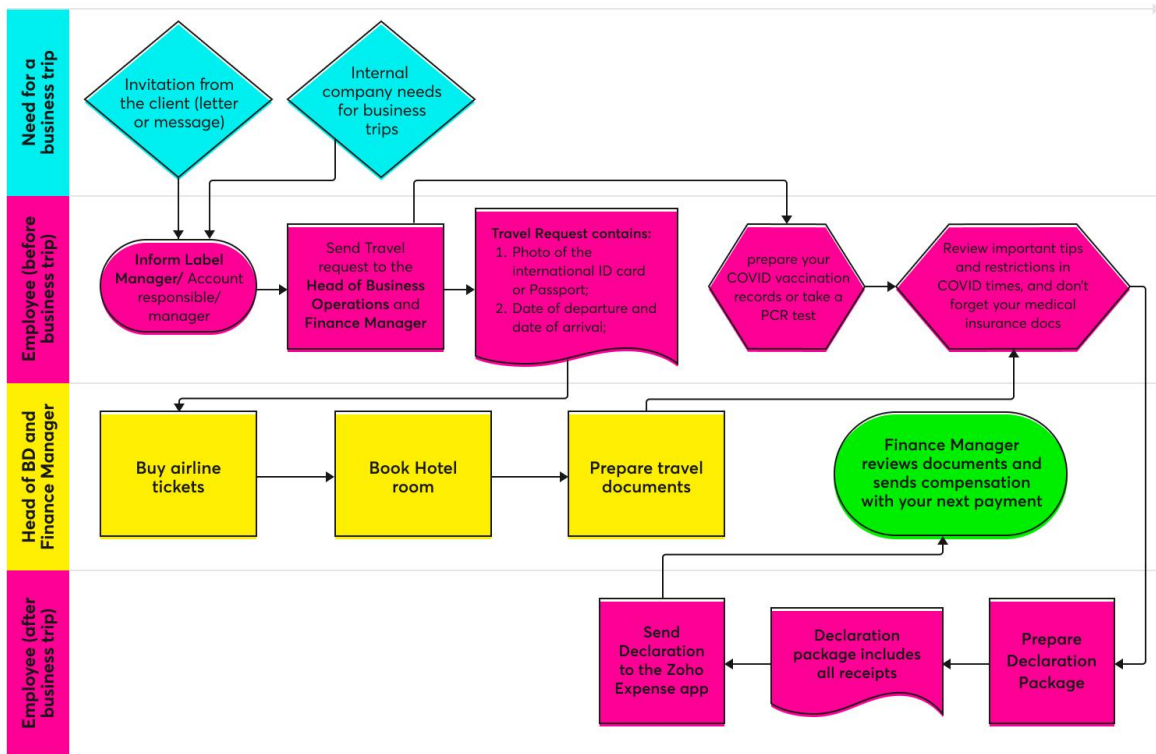 Need for a
business trip
Invitation from
the client (letter
or message)
Internal
company needs
for business
trips
Employee (before
business trip)
Inform Label
Manager/ Account
responsible/
manager
Send Travel
request to the
Head of Business
Operations and
Finance Manager
Travel Request contains:
1. Photo of the
international ID card
or Passport;
2. Date of departure and
date of arrival;
prepare your
COVID vaccination
records or take a
PCR test
Review important tips
and restrictions in
COVID times, and don't
forget your medical
insurance docs
Head of BD and
Finance Manager
Buy airline
tickets
Book Hotel
room
Prepare travel
documents
Finance Manager
reviews documents and
sends compensation
with your next payment
Employee (after
business trip)
Send
Declaration
to the Zoho
Expense app
Declaration
package includes
all receipts
Prepare
Declaration
Package